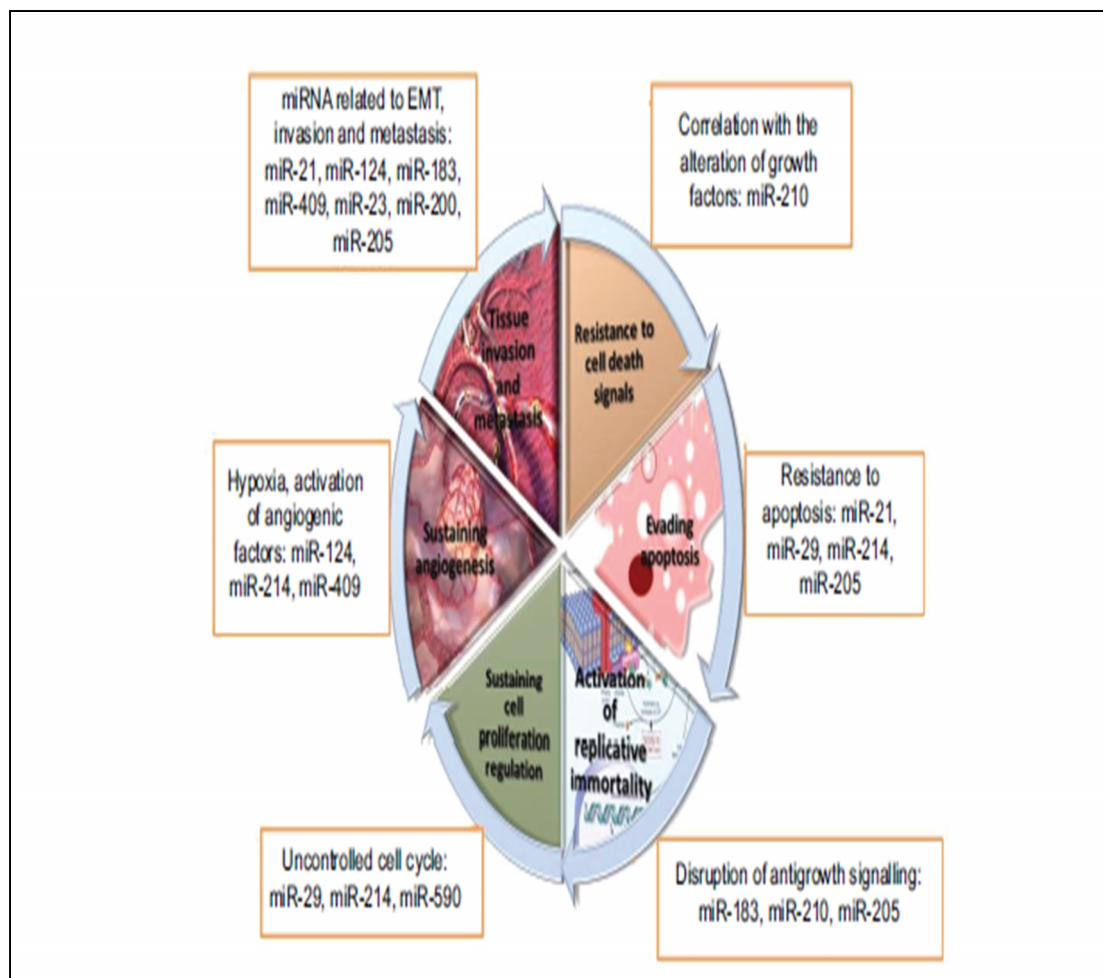 miRNA related to EMT,
invasion and metastasis:
miR-21, miR-124, miR-183,
miR-409, miR-23, miR-200,
miR-205
Correlation with the
alteration of growth
factors: miR-210
Tissue
invasion
and
metastasis
Resistance to
cell death
signals
Hypoxia, activation
of angiogenic
factors: miR-124,
miR-214, miR-409
Sustaining
angiogenesis
Evading
apoptosis
Resistance to
apoptosis: miR-21,
miR-29, miR-214,
miR-205
Sustaining
cell
proliferation
regulation
Activation
of
replicative
immortality
Uncontrolled cell cycle:
miR-29, miR-214, miR-590
Disruption of antigrowth signalling:
miR-183, miR-210, miR-205